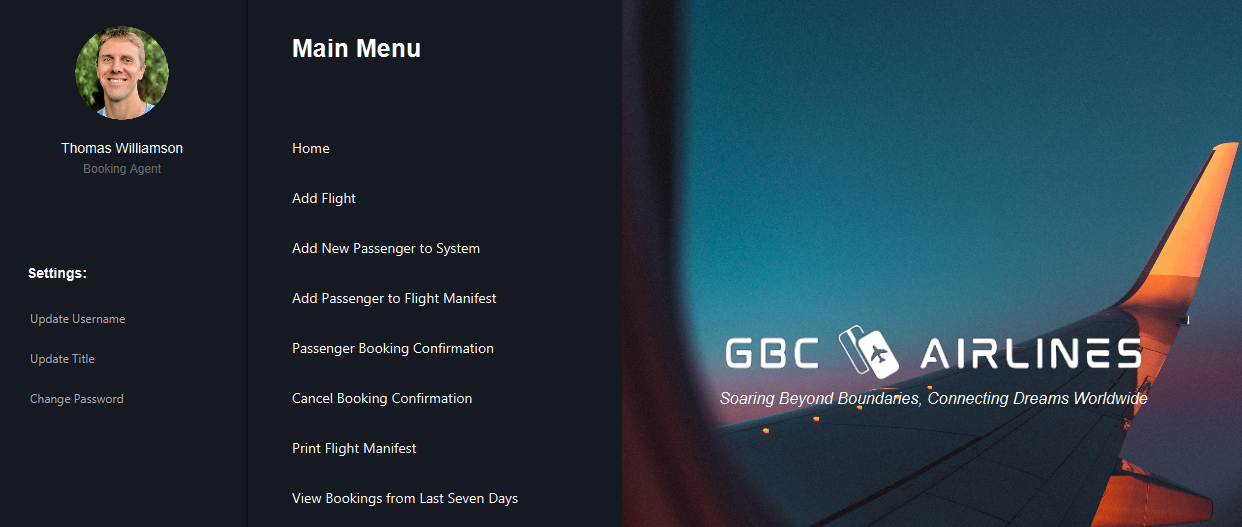 Thomas Williamson
Booking Agent
Settings:
Update Username
Update Title
Change Password
Main Menu
Home
Add Flight
Add New Passenger to System
Add Passenger to Flight Manifest
Passenger Booking Confirmation
Cancel Booking Confirmation
Print Flight Manifest
View Bookings from Last Seven Days
GBC AIRLINES
Soaring Beyond Boundaries, Connecting Dreams Worldwide